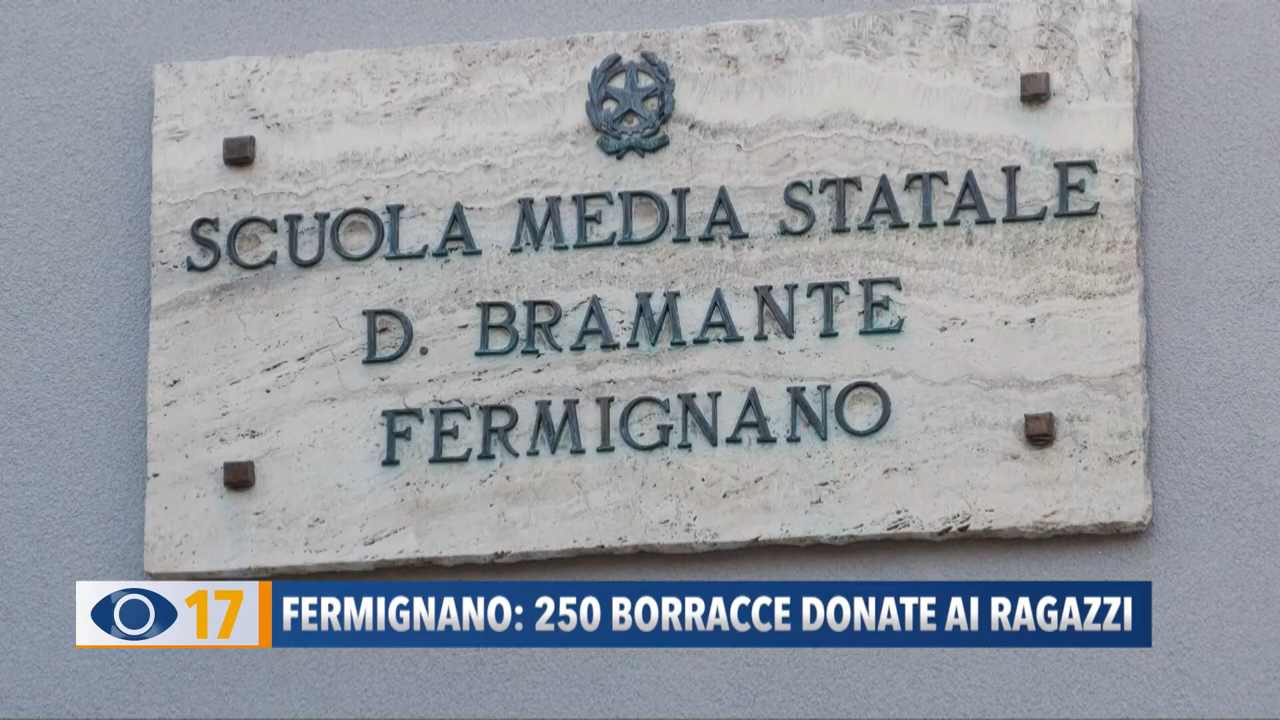 SCUOLA MEDIA STATALE
D. BRAMANTE
FERMIGNANO
17 FERMIGNANO: 250 BORRACCE DONATE AI RAGAZZI